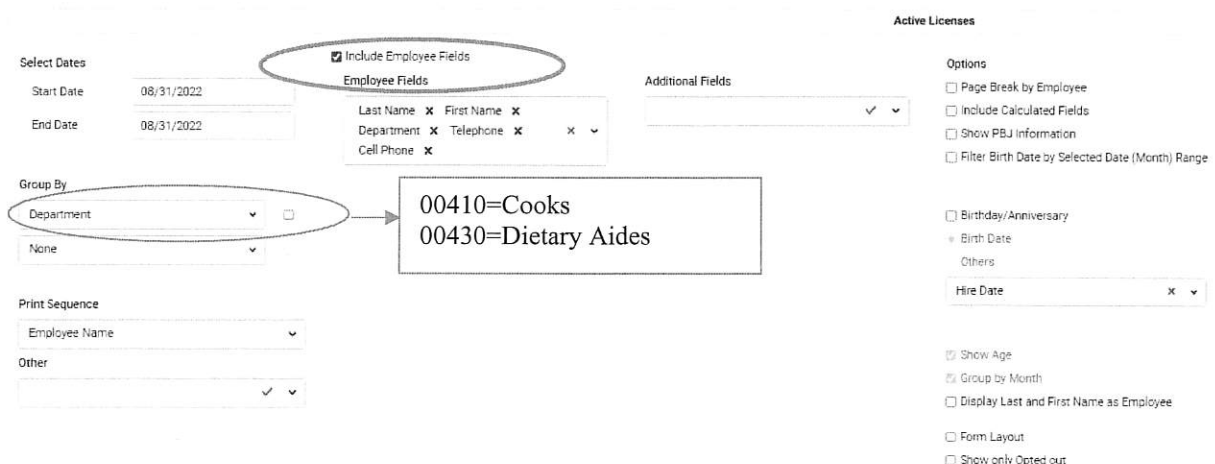 Active Licenses
Include Employee Fields
Select Dates
Employee Fields
Additional Fields
Options
Start Date 08/31/2022
Last Name x First Name x
Page Break by Employee
Include Calculated Fields
End Date 08/31/2022
Department x Telephone x
Show PBJ Information
Cell Phone x
Filter Birth Date by Selected Date (Month) Range
Group By
Department
00410=Cooks
00430=Dietary Aides
Birthday/Anniversary
None
Birth Date
Others
Hire Date x
Print Sequence
Employee Name
Other
Show Age
Group by Month
Display Last and First Name as Employee
Form Layout
Show only Opted out